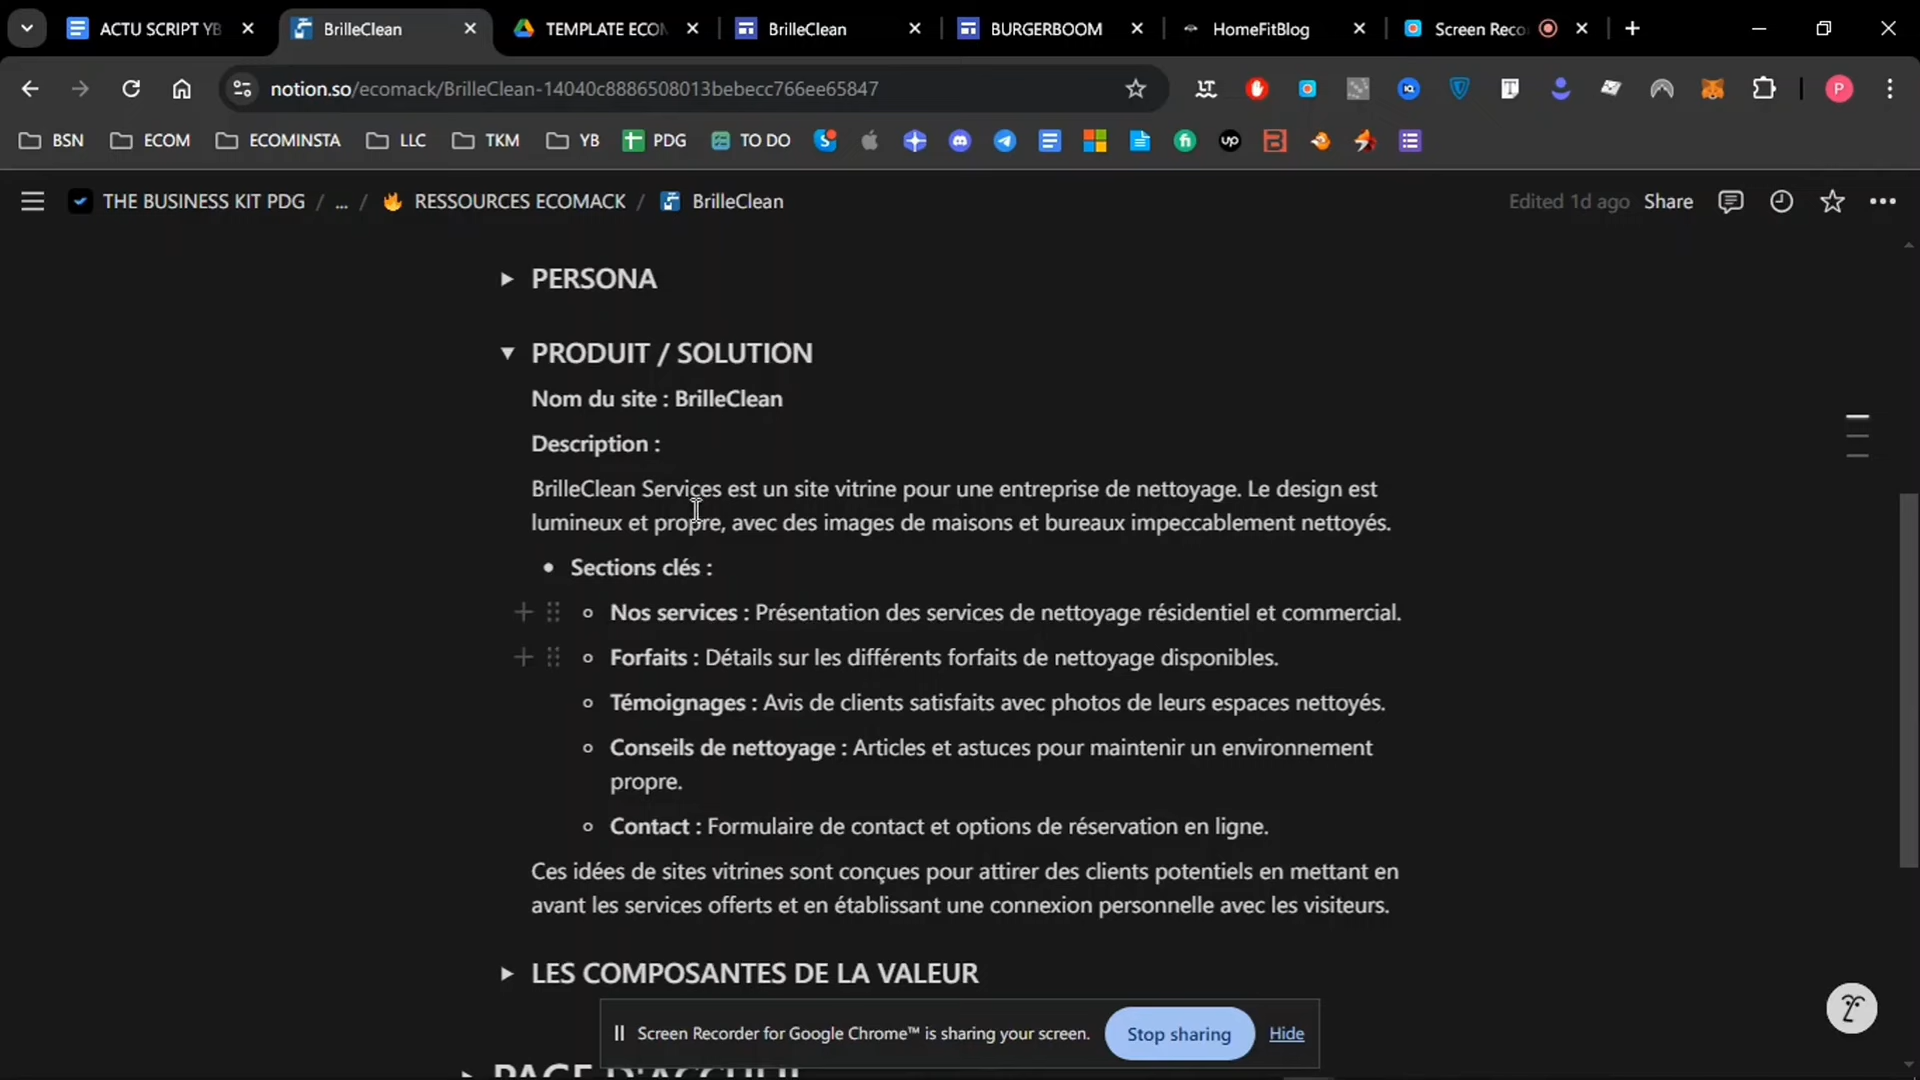 ACTU SCRIPT YB
BrilleClean
TEMPLATE ECOM
BrilleClean
BURGERBOOM
HomeFitBlog
Screen Reco
notion.so/ecomack/BrilleClean-14040c8886508013bebecc766ee65847
BSN ECOM ECOMINSTA LLC TKM YB PDG TO DO
THE BUSINESS KIT PDG / ... / RESSOURCES ECOMACK / BrilleClean
Edited 1d ago Share
PERSONA
PRODUIT / SOLUTION
Nom du site : BrilleClean
Description :
BrilleClean Services est un site vitrine pour une entreprise de nettoyage. Le design est
lumineux et propre, avec des images de maisons et bureaux impeccablement nettoyés.
• Sections clés :
Nos services : Présentation des services de nettoyage résidentiel et commercial.
Forfaits : Détails sur les différents forfaits de nettoyage disponibles.
Témoignages : Avis de clients satisfaits avec photos de leurs espaces nettoyés.
Conseils de nettoyage : Articles et astuces pour maintenir un environnement
propre.
Contact : Formulaire de contact et options de réservation en ligne.
Ces idées de sites vitrines sont conçues pour attirer des clients potentiels en mettant en
avant les services offerts et en établissant une connexion personnelle avec les visiteurs.
LES COMPOSANTES DE LA VALEUR
Screen Recorder for Google Chrome™ is sharing your screen. Stop sharing Hide
PAGE D'ACCUEIL